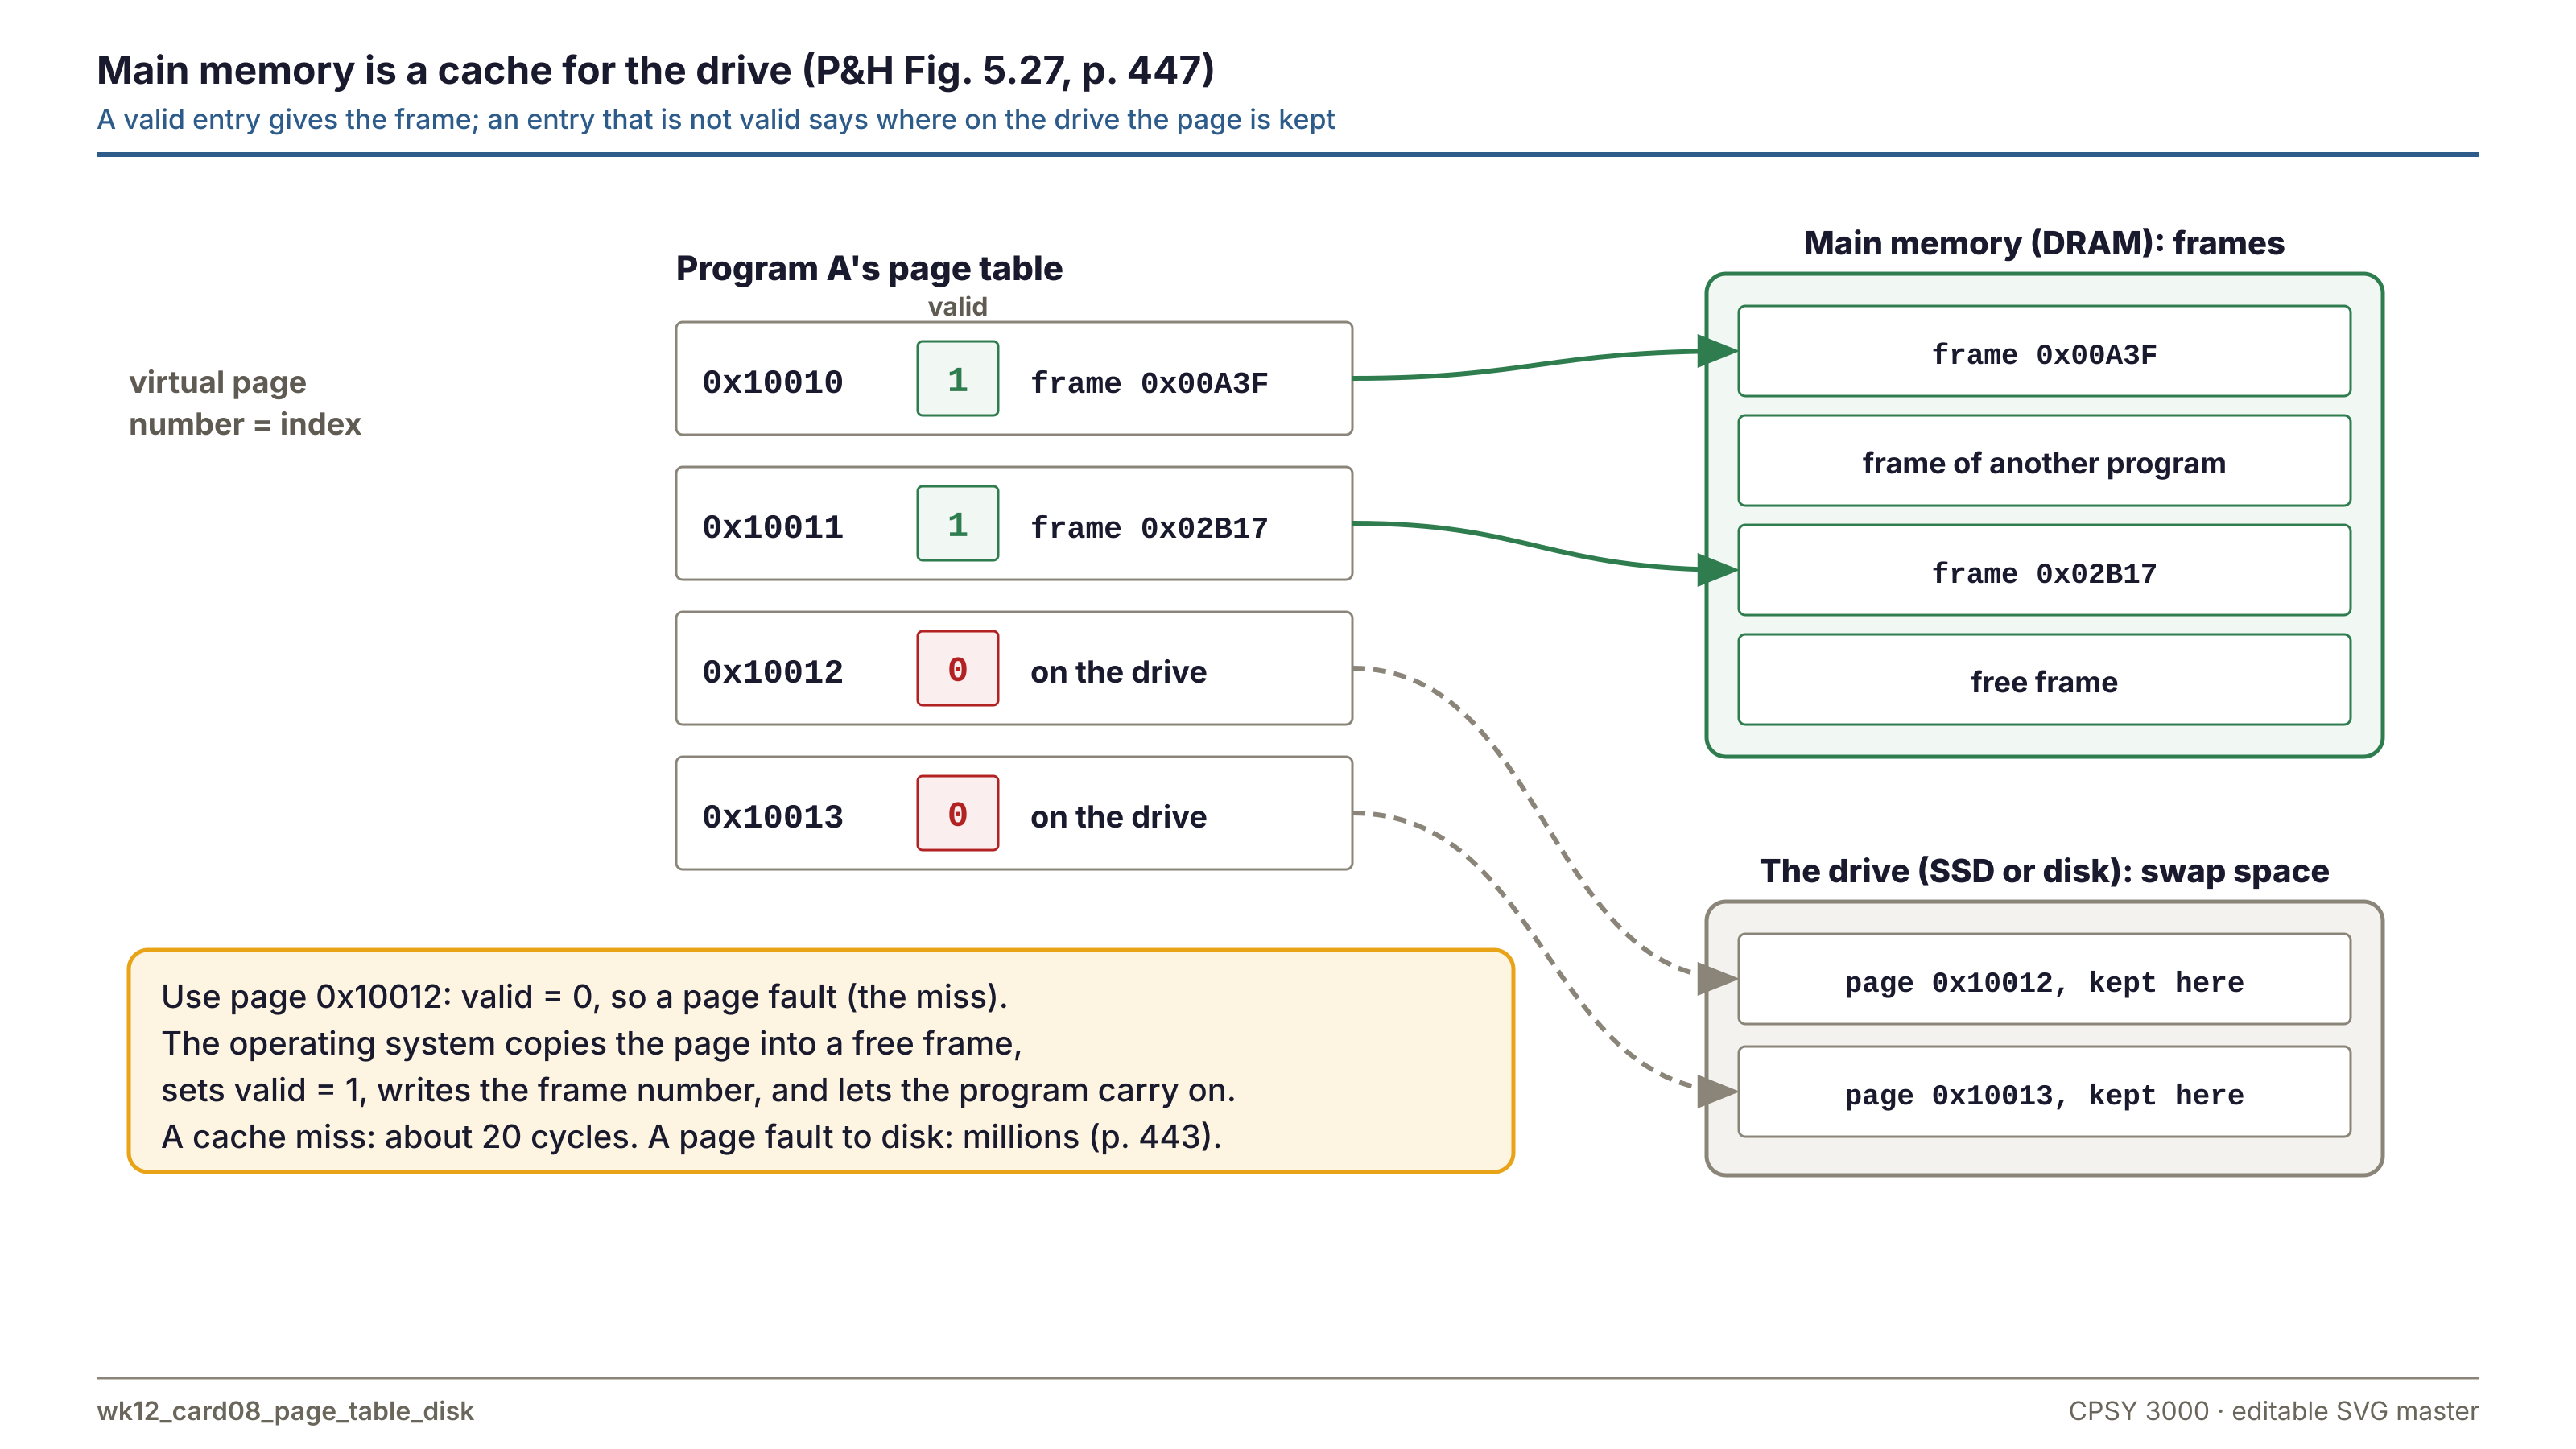 Main memory is a cache for the drive (P&H Fig. 5.27, p. 447)
A valid entry gives the frame; an entry that is not valid says where on the drive the page is kept
virtual page
number = index
Program A's page table
valid
0x10010 1 frame 0x00A3F
0x10011 1 frame 0x02B17
0x10012 0 on the drive
0x10013 0 on the drive
Main memory (DRAM): frames
frame 0x00A3F
frame of another program
frame 0x02B17
free frame
The drive (SSD or disk): swap space
page 0x10012, kept here
page 0x10013, kept here
Use page 0x10012: valid = 0, so a page fault (the miss).
The operating system copies the page into a free frame,
sets valid = 1, writes the frame number, and lets the program carry on.
A cache miss: about 20 cycles. A page fault to disk: millions (p. 443).
wk12_card08_page_table_disk
CPSY 3000 · editable SVG master